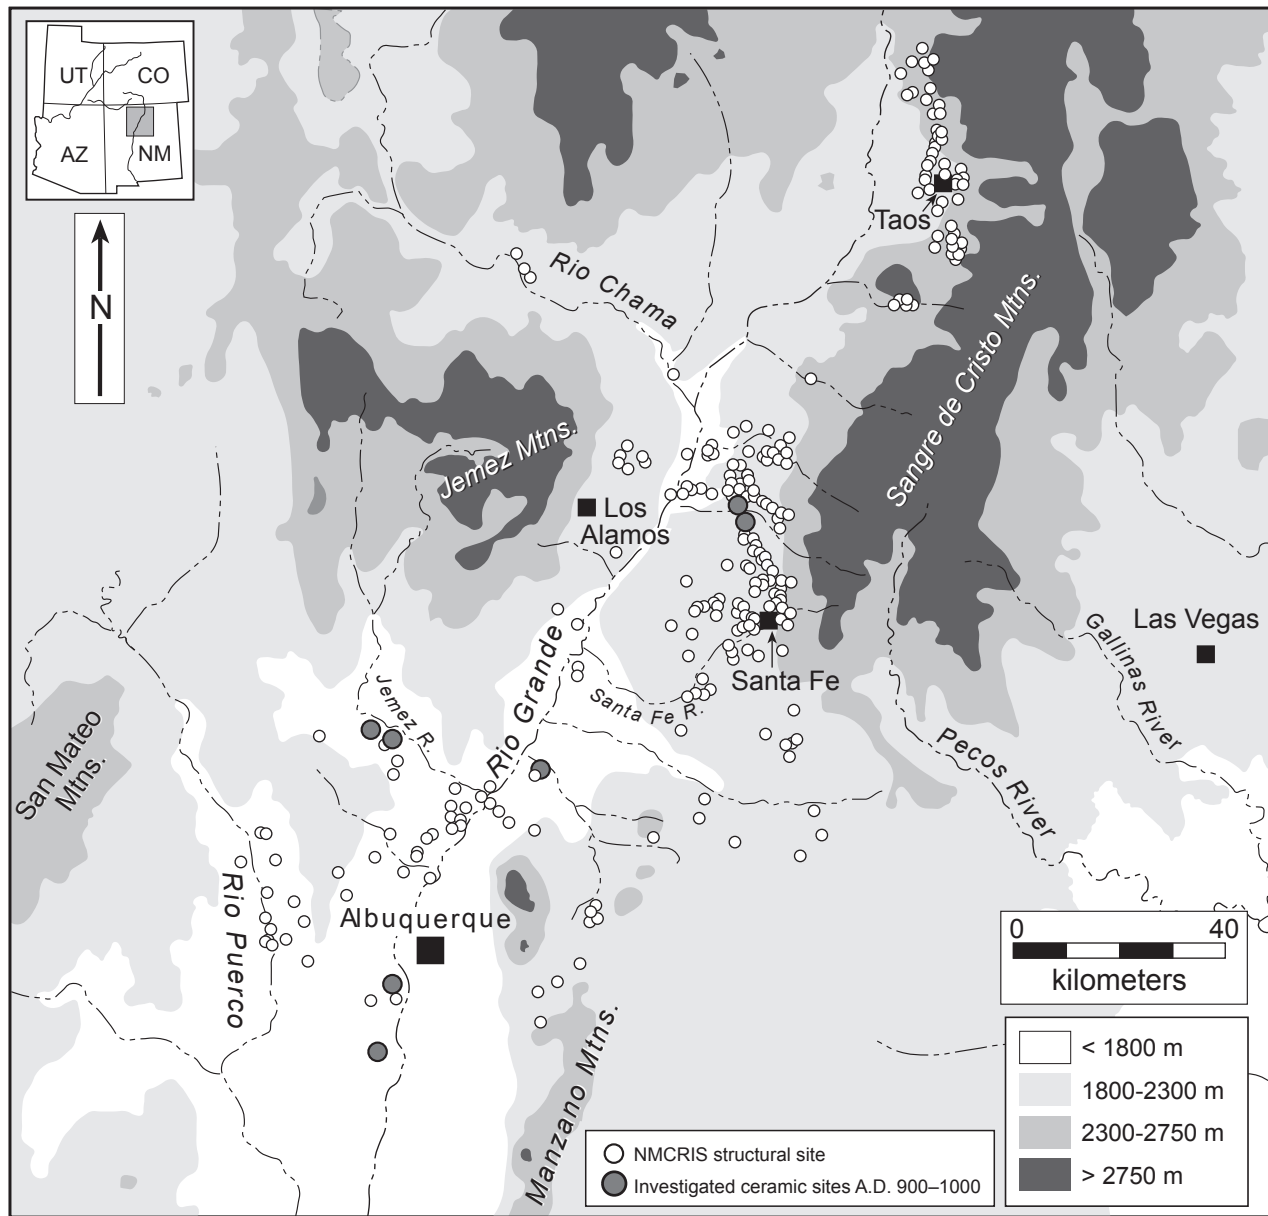 UT
CO
AZ
NM
N
Taos
Rio Chama
Sangre de Cristo Mtns.
Jemez Mtns.
Los
Alamos
Las Vegas
Gallinas River
Santa Fe
Santa Fe R.
Rio Grande
Jemez R.
Pecos River
San Mateo
Mtns.
Rio Puerco
Albuquerque
Manzano Mtns.
0 40
kilometers
< 1800 m
1800-2300 m
2300-2750 m
> 2750 m
NMCRIS structural site
Investigated ceramic sites A.D. 900–1000